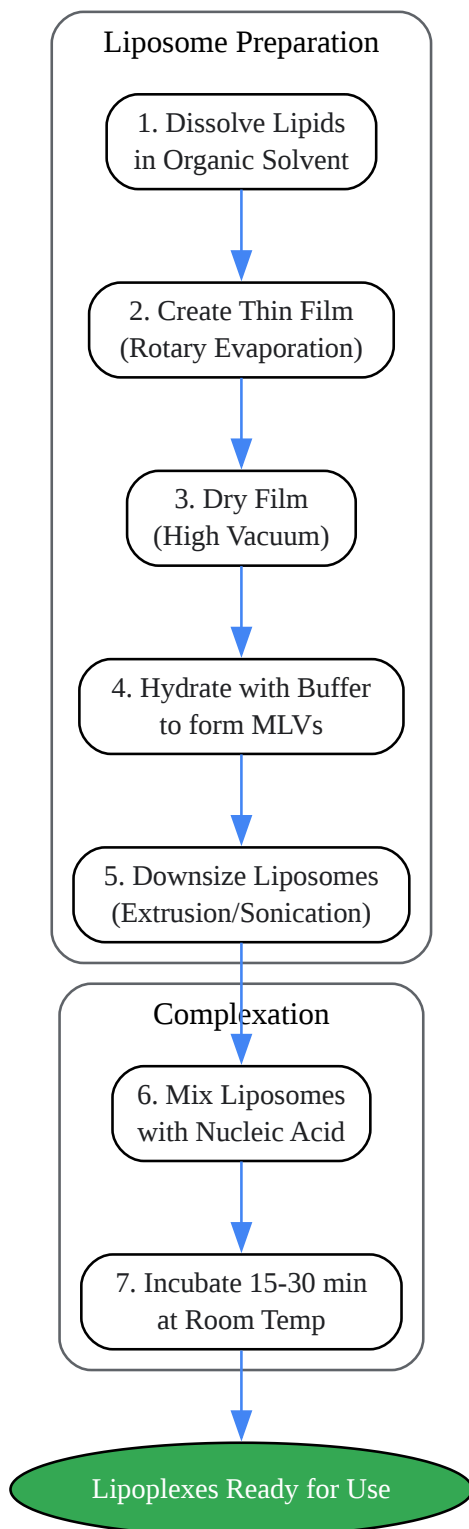 Liposome Preparation
1. Dissolve Lipids
in Organic Solvent
2. Create Thin Film
(Rotary Evaporation)
3. Dry Film
(High Vacuum)
4. Hydrate with Buffer
to form MLVs
5. Downsize Liposomes
(Extrusion/Sonication)
Complexation
6. Mix Liposomes
with Nucleic Acid
7. Incubate 15-30 min
at Room Temp
Lipoplexes Ready for Use